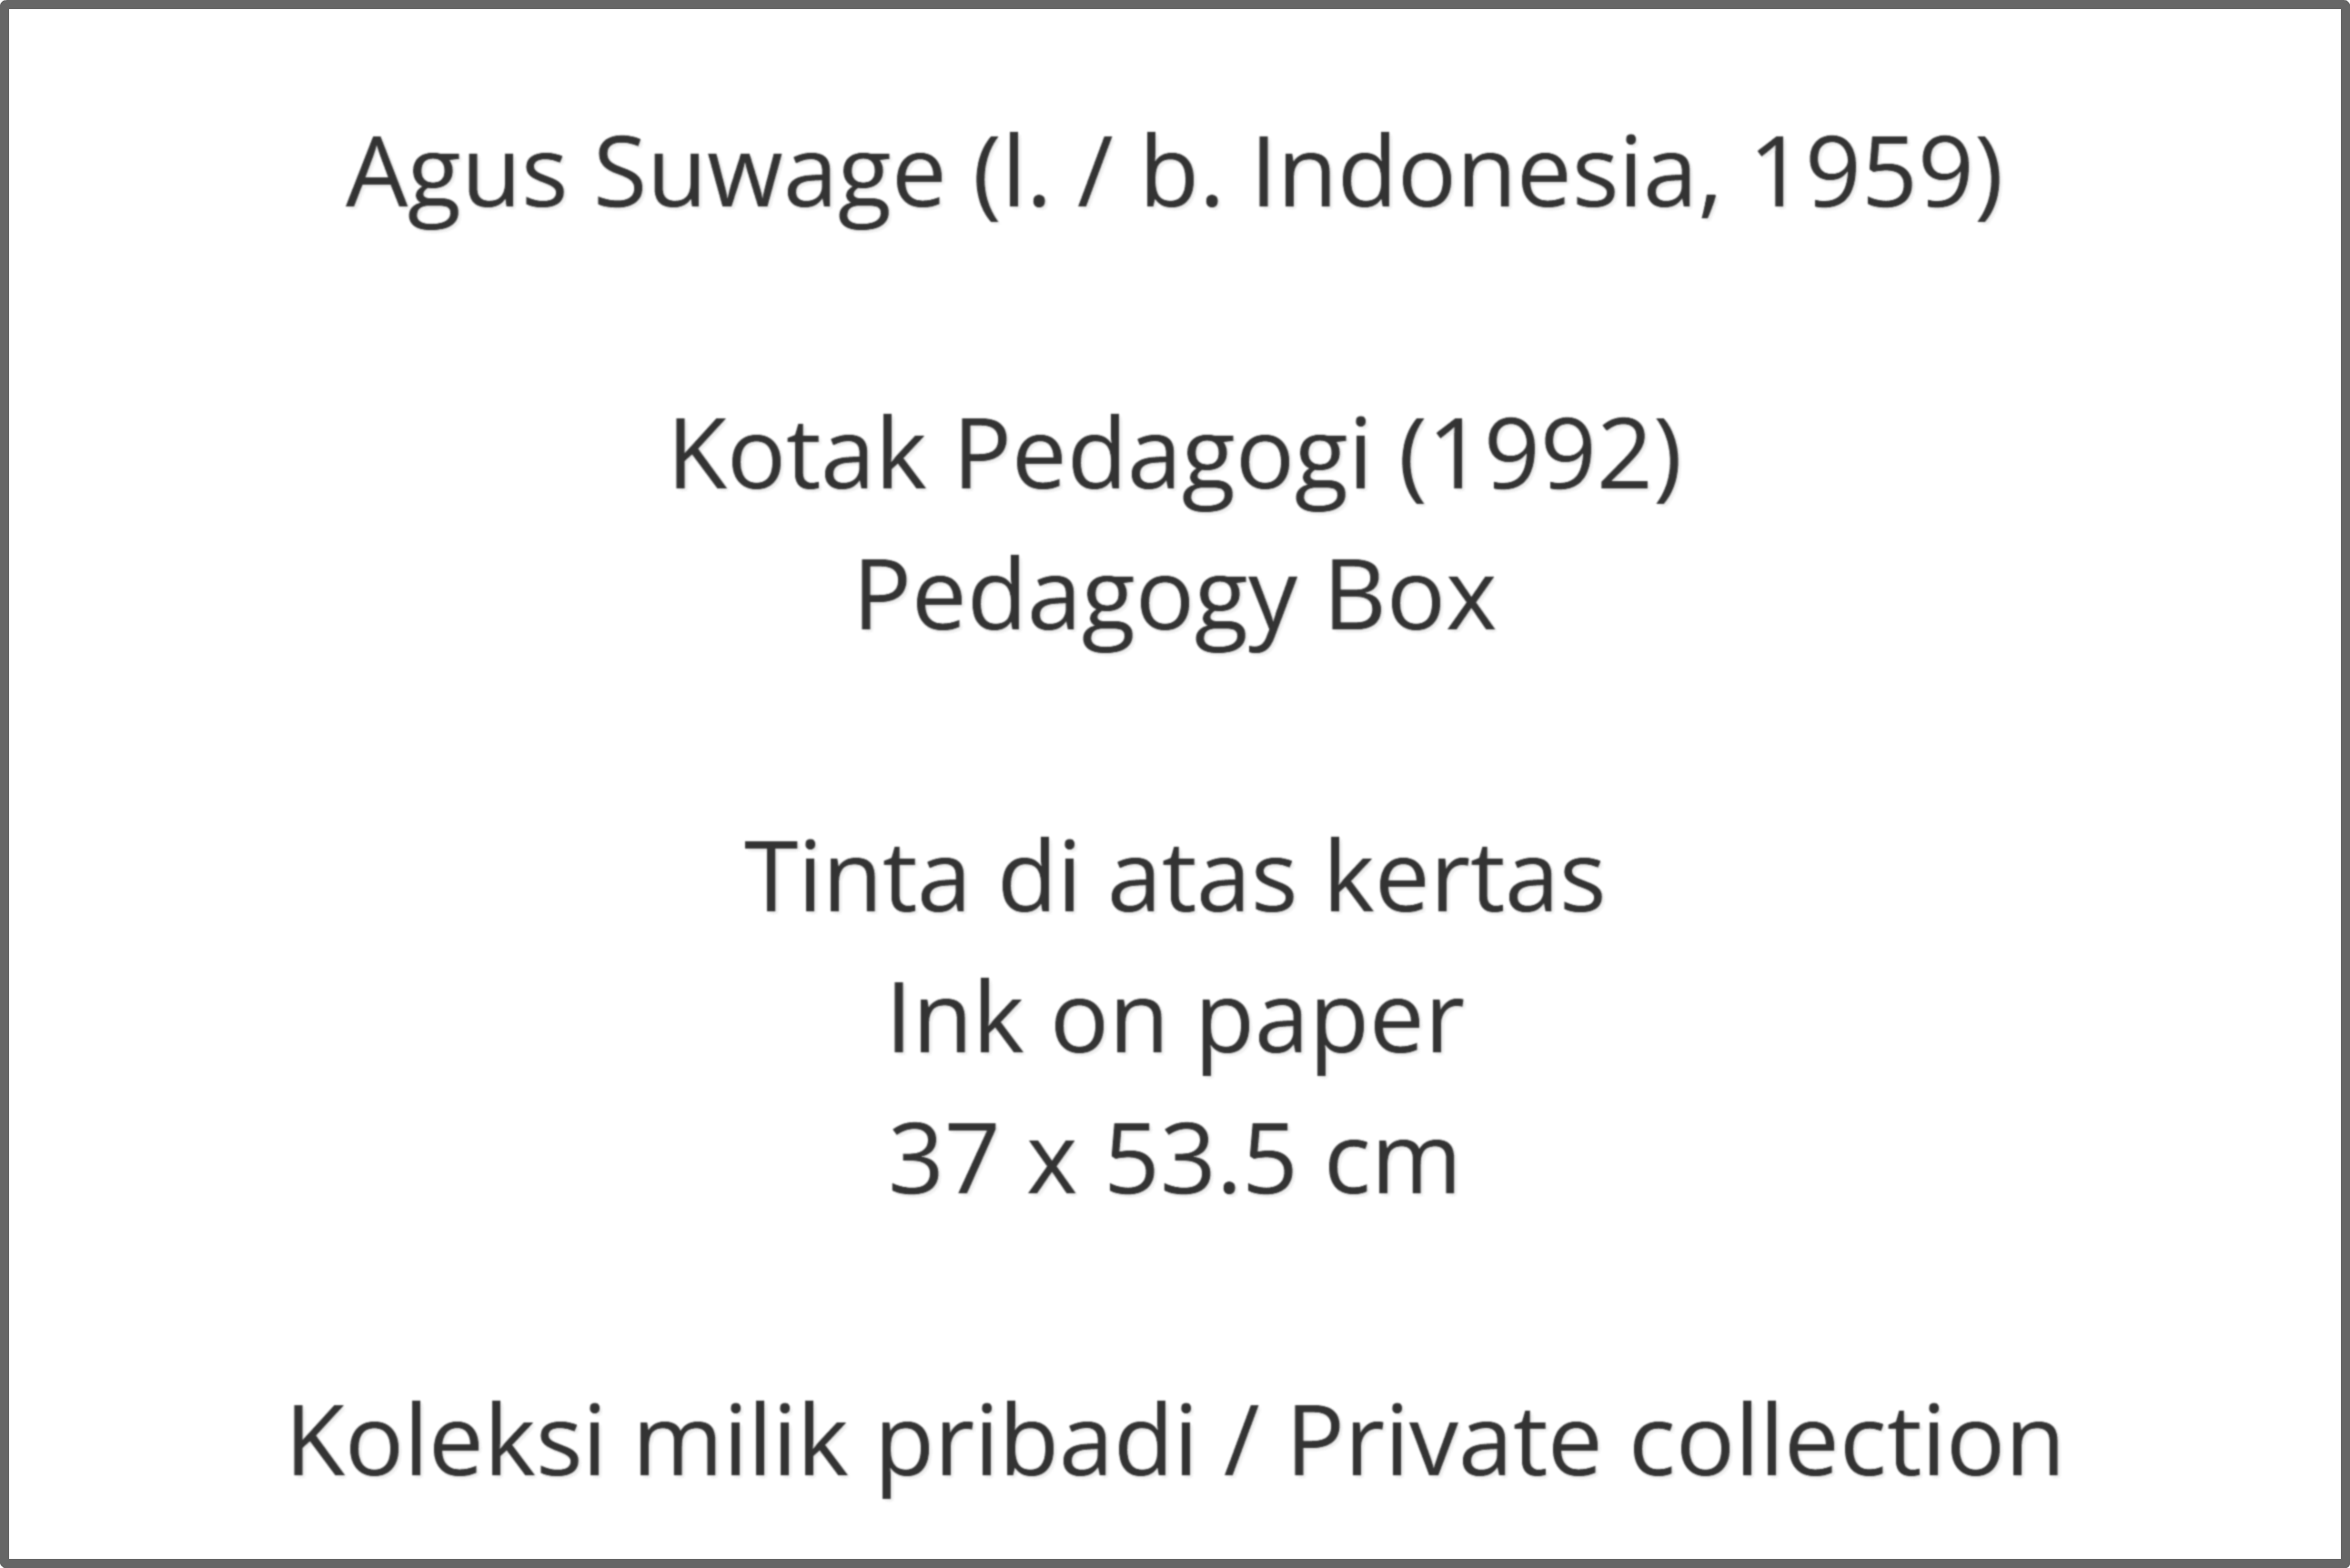 Agus Suwage (l. / b. Indonesia, 1959)
Kotak Pedagogi (1992)
Pedagogy Box
Tinta di atas kertas
Ink on paper
37 x 53.5 cm
Koleksi milik pribadi / Private collection